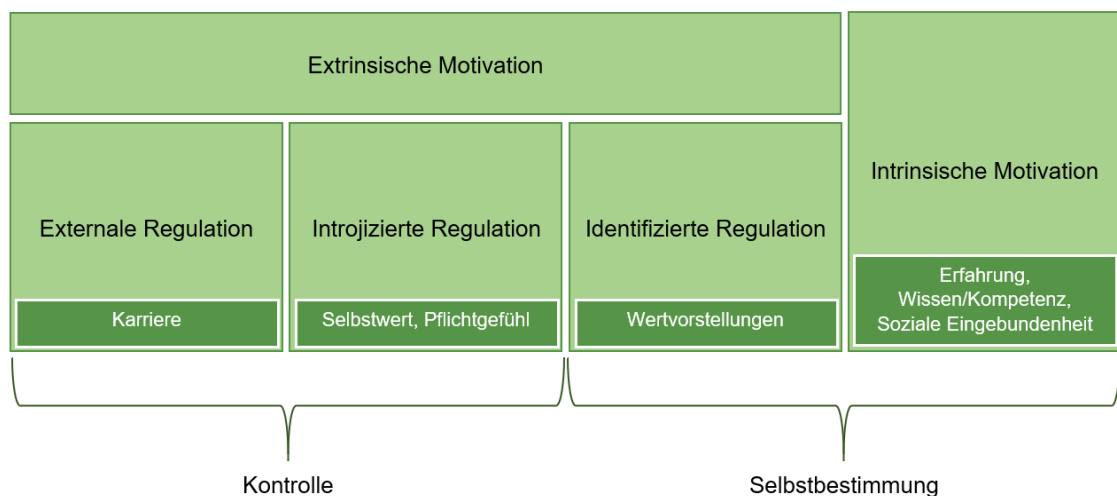 Extrinsische Motivation
Intrinsische Motivation
Externale Regulation
Introjizierte Regulation
Identifizierte Regulation
Karriere
Selbstwert, Pflichtgefühl
Wertvorstellungen
Erfahrung,
Wissen/Kompetenz,
Soziale Eingebundenheit
Kontrolle
Selbstbestimmung